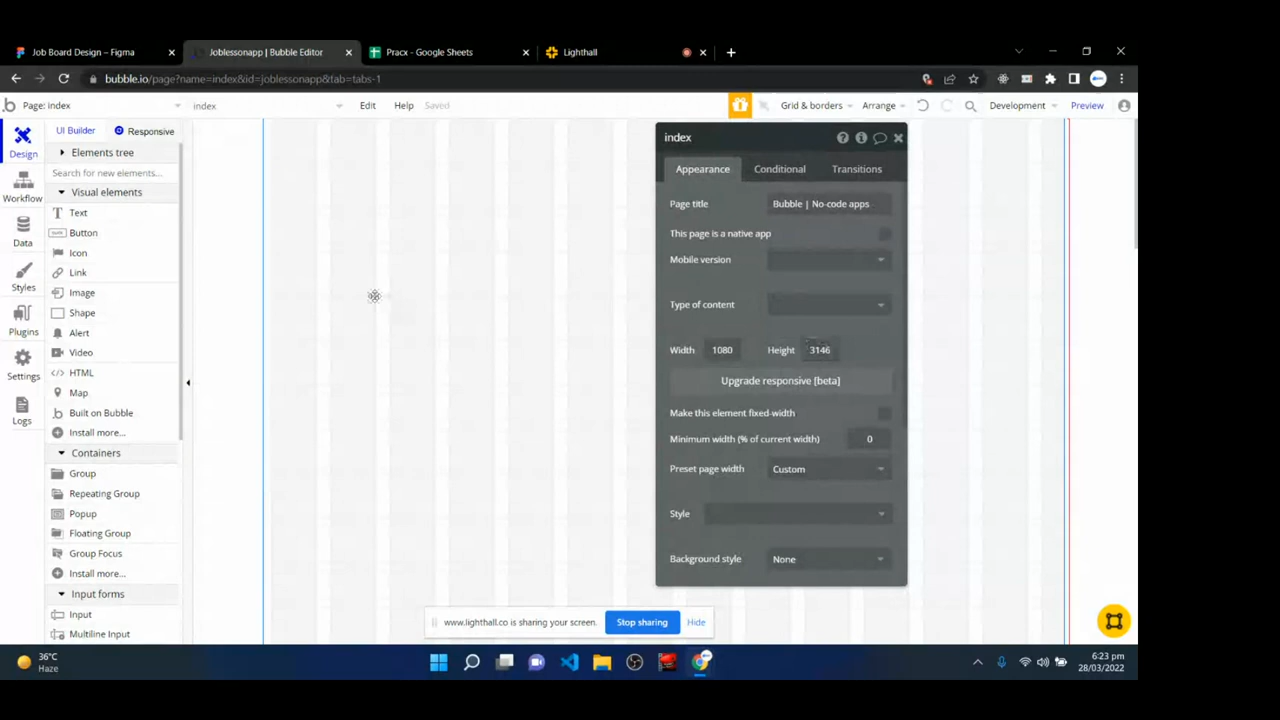 Job Board Design – Figma
Joblessonapp | Bubble Editor
Pracx - Google Sheets
Lighthall
bubble.io/page?name=index&id=joblessonapp&tab=tabs-1
Page: index
index
Edit
Help
Saved
Grid & borders
Arrange
Development
Preview
Design
Workflow
Data
Styles
Plugins
Settings
Logs
UI Builder
Responsive
Elements tree
Search for new elements...
Visual elements
Text
Button
Icon
Link
Image
Shape
Alert
Video
HTML
Map
Built on Bubble
Install more...
Containers
Group
Repeating Group
Popup
Floating Group
Group Focus
Install more...
Input forms
Input
Multiline Input
index
Appearance
Conditional
Transitions
Page title
Bubble | No-code apps
This page is a native app
Mobile version
Type of content
Width 1080 Height 3146
Upgrade responsive [beta]
Make this element fixed-width
Minimum width (% of current width) 0
Preset page width Custom
Style
Background style None
www.lighthall.co is sharing your screen. Stop sharing Hide
36°C
Haze
6:23 pm
28/03/2022